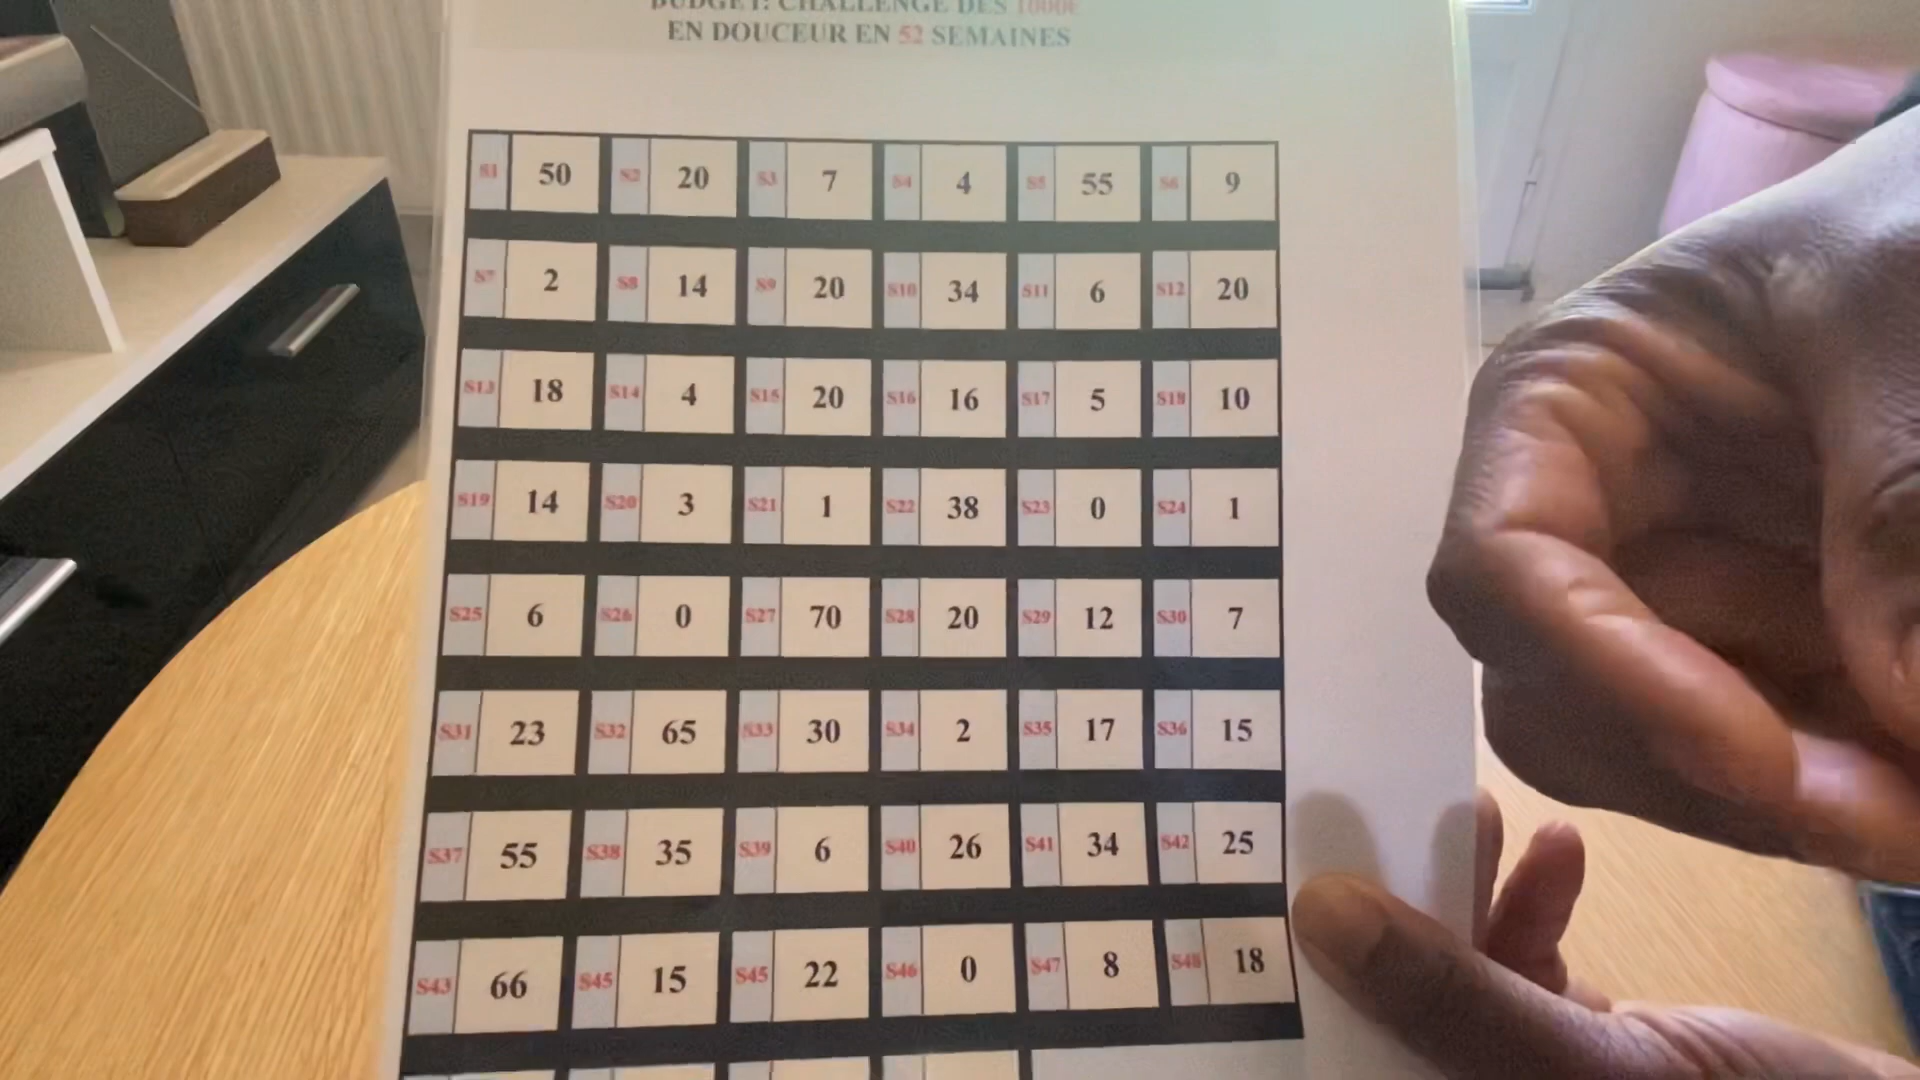 BUDGET: CHALLENGE DES 1000€
EN DOUCEUR EN 52 SEMAINES
S1 50 S2 20 S3 7 S4 4 S5 55 S6 9
S7 2 S8 14 S9 20 S10 34 S11 6 S12 20
S13 18 S14 4 S15 20 S16 16 S17 5 S18 10
S19 14 S20 3 S21 1 S22 38 S23 0 S24 1
S25 6 S26 0 S27 70 S28 20 S29 12 S30 7
S31 23 S32 65 S33 30 S34 2 S35 17 S36 15
S37 55 S38 35 S39 6 S40 26 S41 34 S42 25
S43 66 S45 15 S45 22 S46 0 S47 8 S48 18